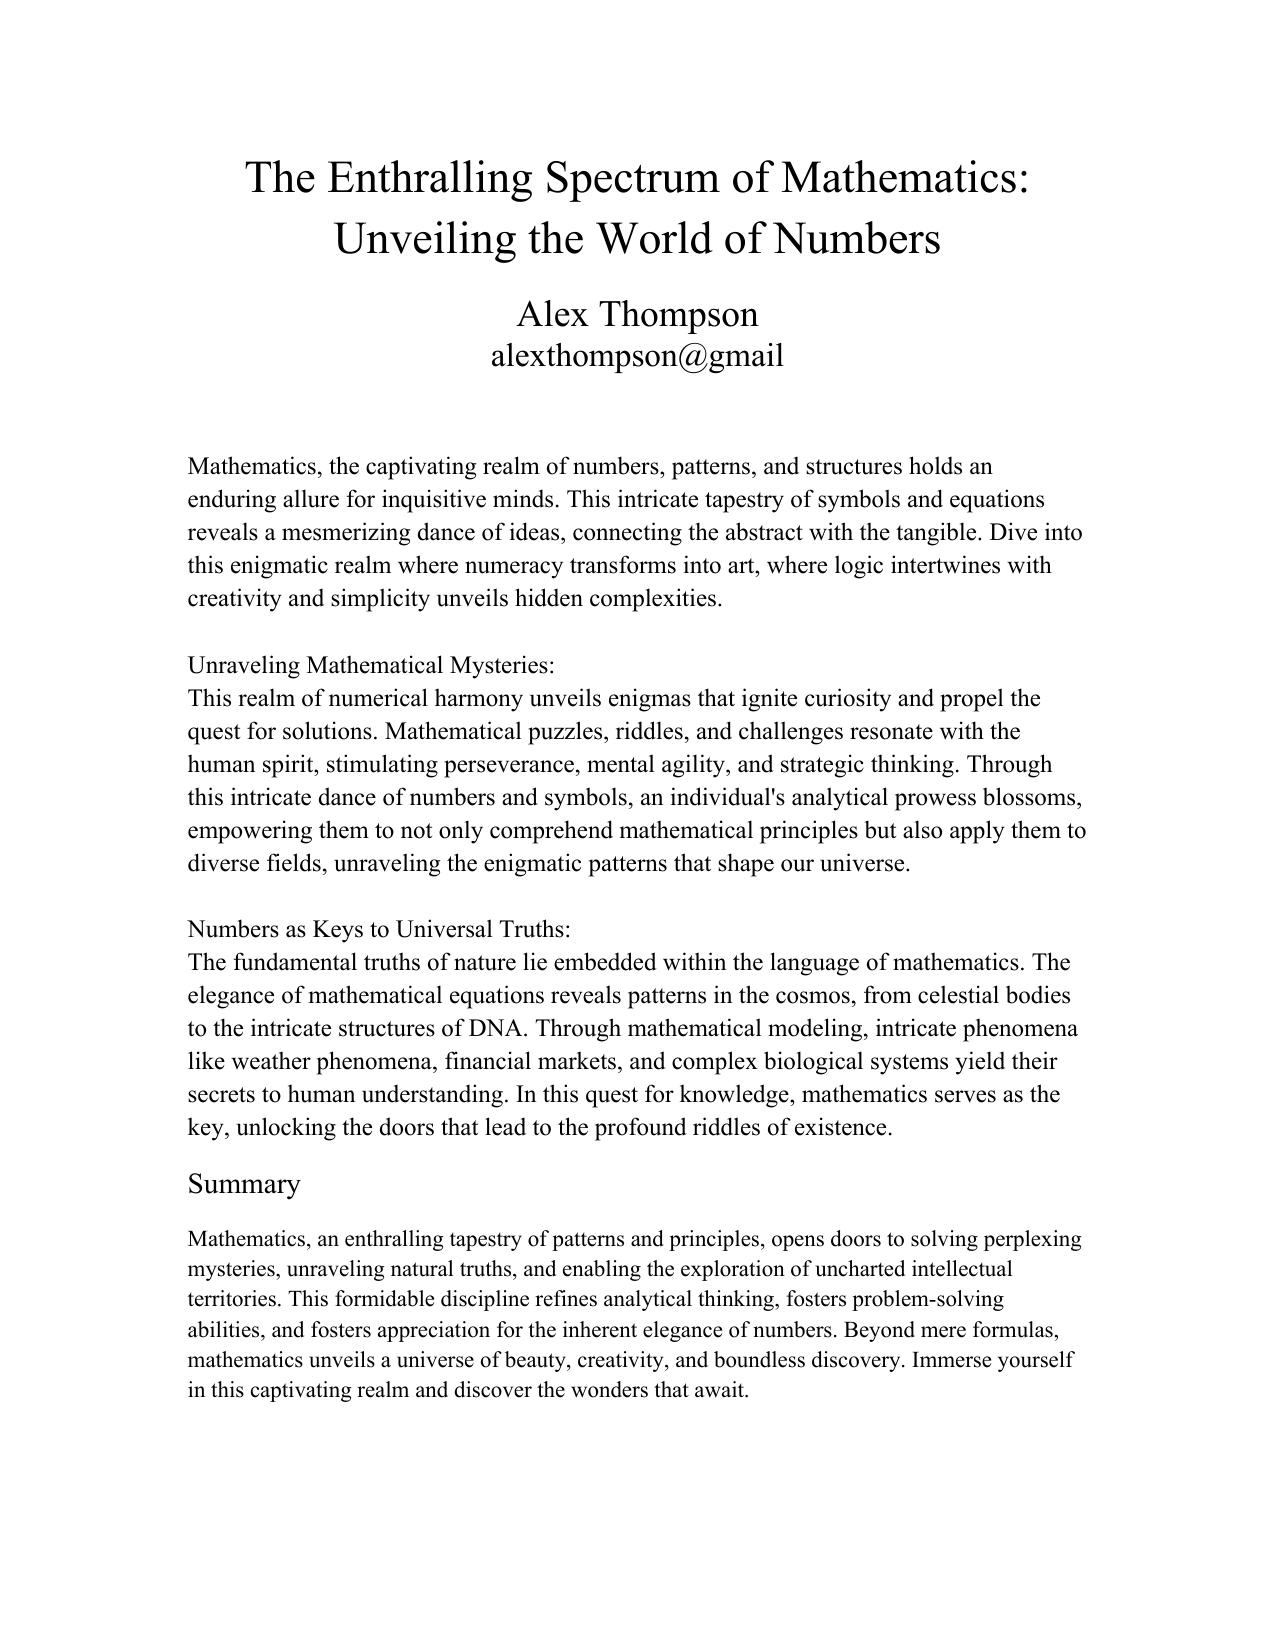 The Enthralling Spectrum of Mathematics:
Unveiling the World of Numbers
Alex Thompson
alexthompson@gmail
Mathematics, the captivating realm of numbers, patterns, and structures holds an
enduring allure for inquisitive minds. This intricate tapestry of symbols and equations
reveals a mesmerizing dance of ideas, connecting the abstract with the tangible. Dive into
this enigmatic realm where numeracy transforms into art, where logic intertwines with
creativity and simplicity unveils hidden complexities.
Unraveling Mathematical Mysteries:
This realm of numerical harmony unveils enigmas that ignite curiosity and propel the
quest for solutions. Mathematical puzzles, riddles, and challenges resonate with the
human spirit, stimulating perseverance, mental agility, and strategic thinking. Through
this intricate dance of numbers and symbols, an individual's analytical prowess blossoms,
empowering them to not only comprehend mathematical principles but also apply them to
diverse fields, unraveling the enigmatic patterns that shape our universe.
Numbers as Keys to Universal Truths:
The fundamental truths of nature lie embedded within the language of mathematics. The
elegance of mathematical equations reveals patterns in the cosmos, from celestial bodies
to the intricate structures of DNA. Through mathematical modeling, intricate phenomena
like weather phenomena, financial markets, and complex biological systems yield their
secrets to human understanding. In this quest for knowledge, mathematics serves as the
key, unlocking the doors that lead to the profound riddles of existence.
Summary
Mathematics, an enthralling tapestry of patterns and principles, opens doors to solving perplexing
mysteries, unraveling natural truths, and enabling the exploration of uncharted intellectual
territories. This formidable discipline refines analytical thinking, fosters problem-solving
abilities, and fosters appreciation for the inherent elegance of numbers. Beyond mere formulas,
mathematics unveils a universe of beauty, creativity, and boundless discovery. Immerse yourself
in this captivating realm and discover the wonders that await.